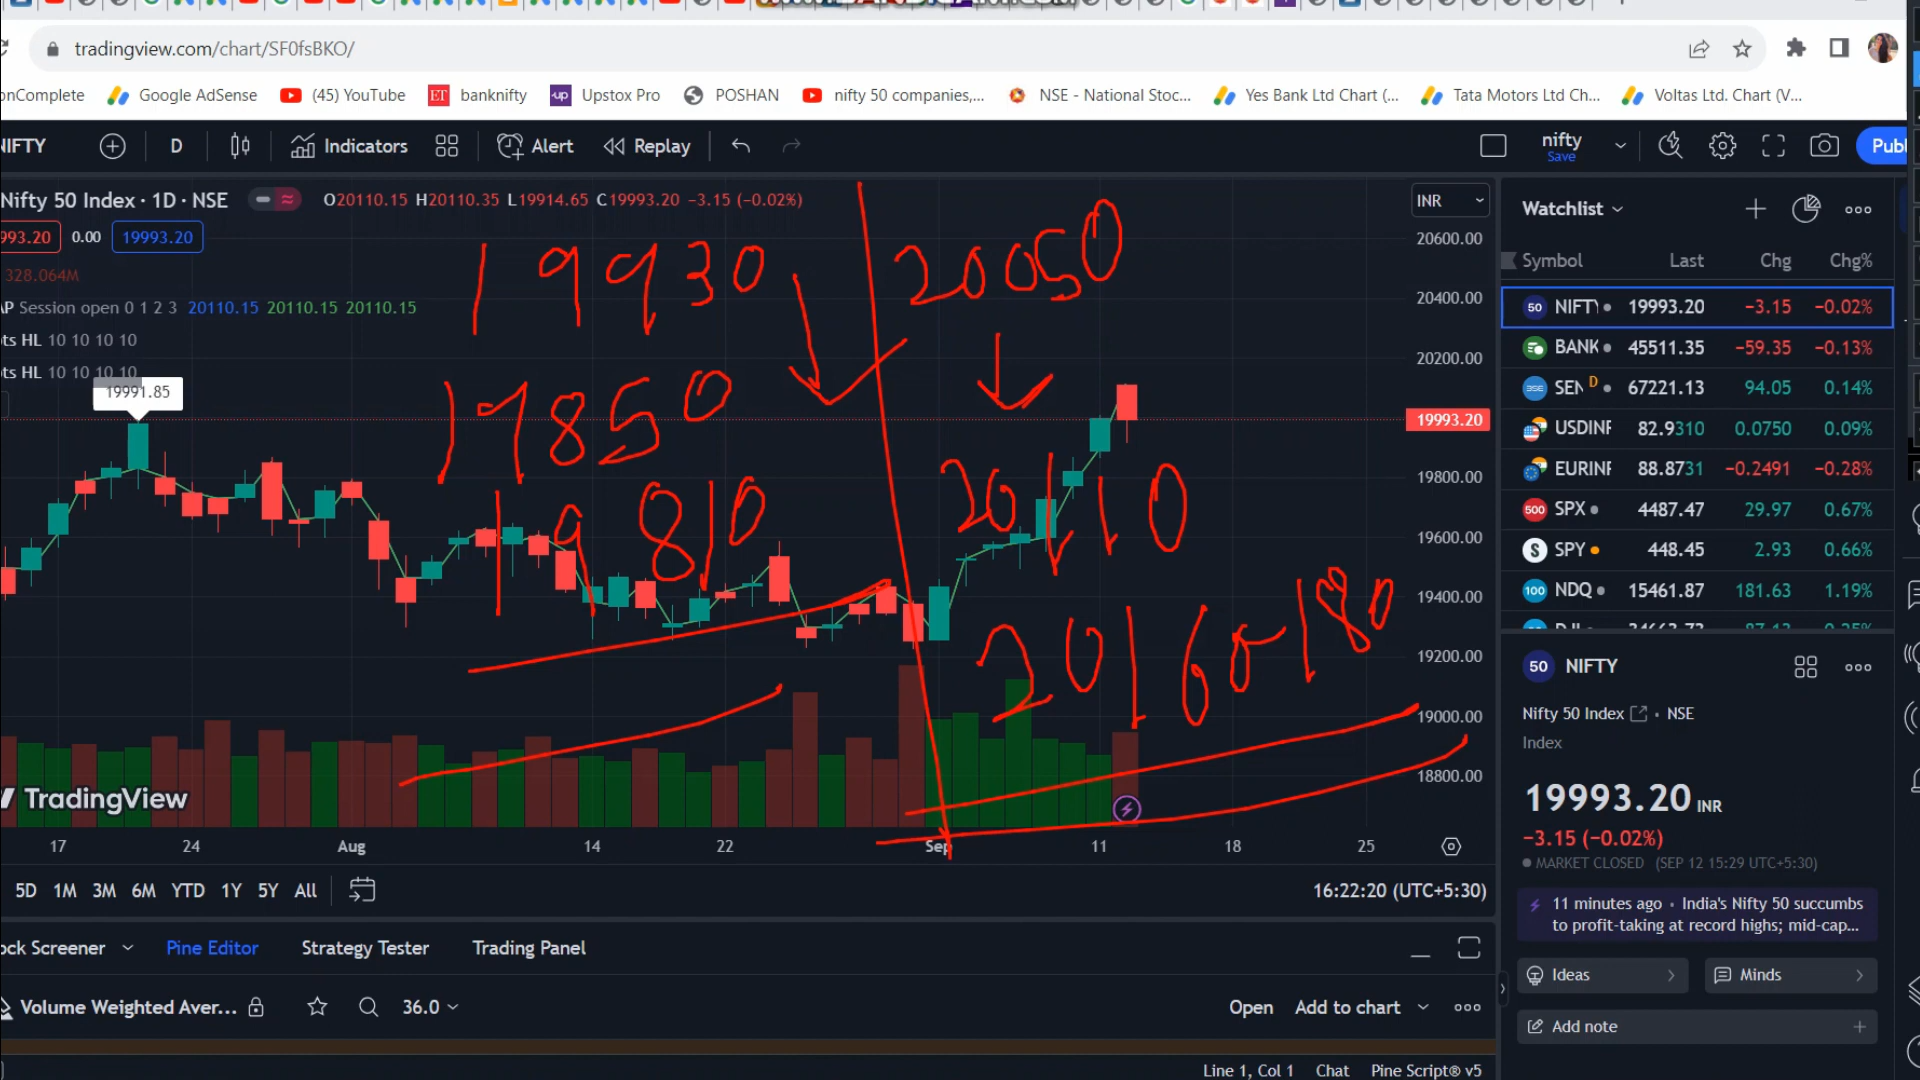 tradingview.com/chart/SF0fsBKO/
onComplete Google AdSense (45) YouTube ET banknifty up Upstox Pro POSHAN nifty 50 companies,... NSE - National Stoc... Yes Bank Ltd Chart (... Tata Motors Ltd Ch... Voltas Ltd. Chart (V...
NIFTY D Indicators Alert Replay nifty Save Publ
Nifty 50 Index · 1D · NSE O20110.15 H20110.35 L19914.65 C19993.20 −3.15 (−0.02%)
993.20 0.00 19993.20
328.064M
AP Session open 0 1 2 3 20110.15 20110.15 20110.15
ts HL 10 10 10 10
ts HL 10 10 10 10
19991.85
19930 20050
19850
19810 20110
20160-180
INR
20600.00
20400.00
20200.00
19993.20
19800.00
19600.00
19400.00
19200.00
19000.00
18800.00
TradingView
17 24 Aug 14 22 Sep 11 18 25
5D 1M 3M 6M YTD 1Y 5Y All 16:22:20 (UTC+5:30)
ock Screener Pine Editor Strategy Tester Trading Panel
Volume Weighted Aver... 36.0 Open Add to chart
Line 1, Col 1 Chat Pine Script® v5
Watchlist
Symbol Last Chg Chg%
50 NIFTY 19993.20 −3.15 −0.02%
BANK 45511.35 −59.35 −0.13%
SEN D 67221.13 94.05 0.14%
USDINR 82.9310 0.0750 0.09%
EURINR 88.8731 −0.2491 −0.28%
500 SPX 4487.47 29.97 0.67%
S SPY 448.45 2.93 0.66%
100 NDQ 15461.87 181.63 1.19%
50 NIFTY
Nifty 50 Index · NSE
Index
19993.20 INR
−3.15 (−0.02%)
MARKET CLOSED (SEP 12 15:29 UTC+5:30)
11 minutes ago · India's Nifty 50 succumbs
to profit-taking at record highs; mid-cap...
Ideas Minds
Add note